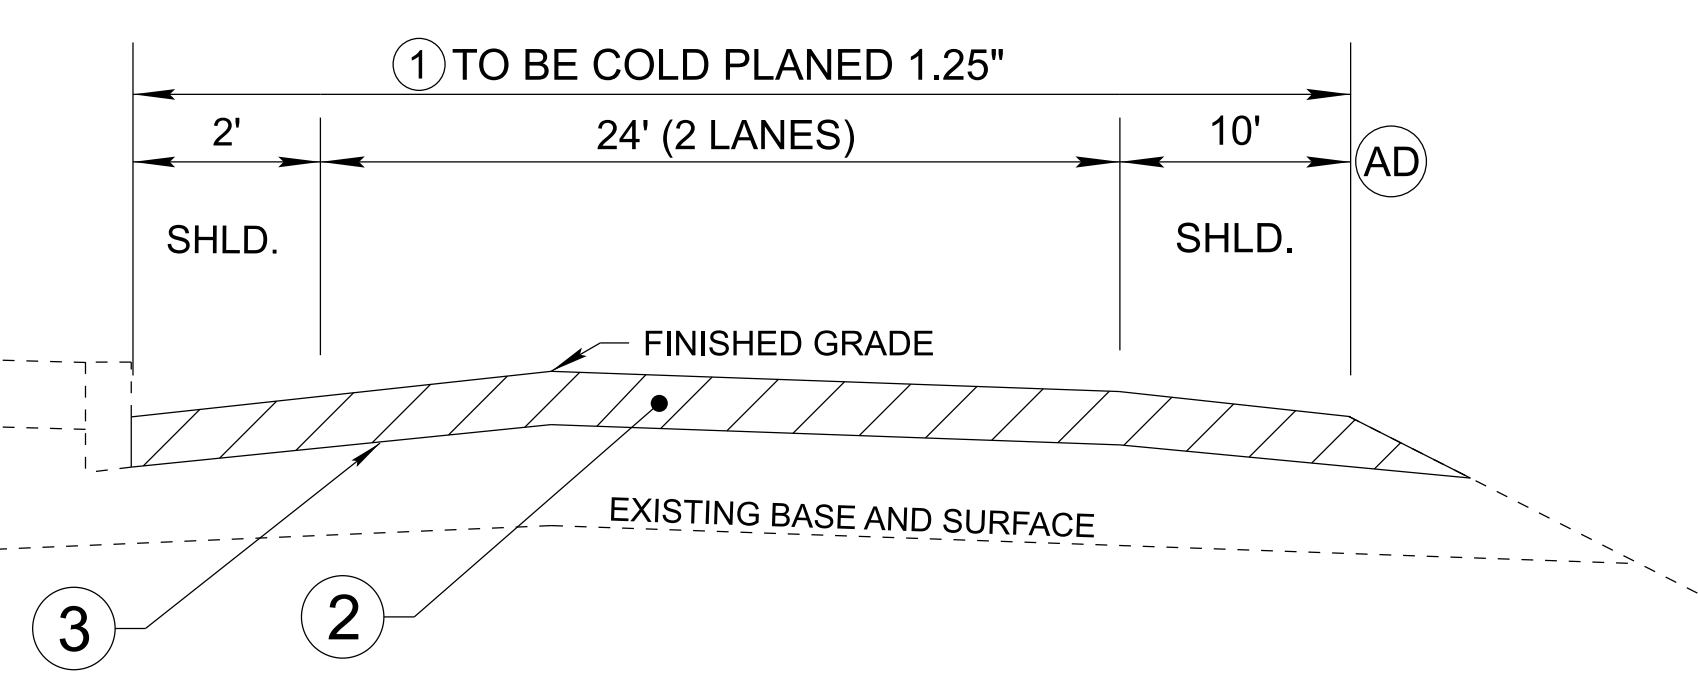 1 TO BE COLD PLANED 1.25"
2' 24' (2 LANES) 10'
AD
SHLD. SHLD.
FINISHED GRADE
EXISTING BASE AND SURFACE
3 2